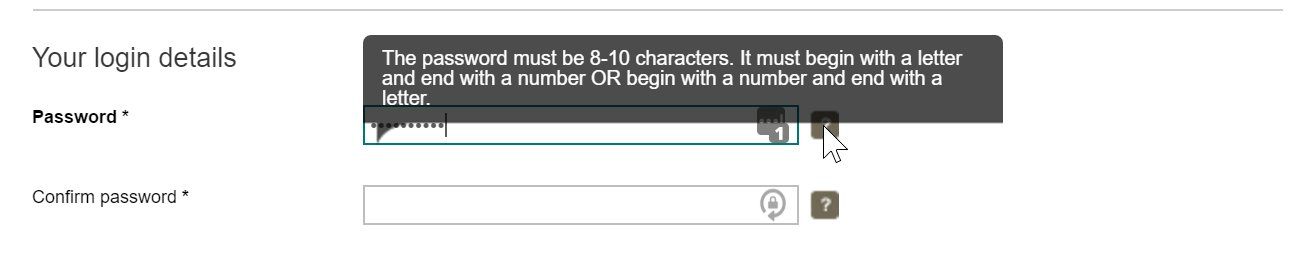 Your login details
The password must be 8-10 characters. It must begin with a letter
and end with a number OR begin with a number and end with a
letter.
Password *
1
?
Confirm password *
?